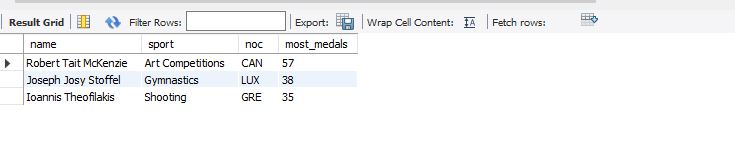 Result Grid Filter Rows: Export: Wrap Cell Content: Fetch rows:
name sport noc most_medals
Robert Tait McKenzie Art Competitions CAN 57
Joseph Josy Stoffel Gymnastics LUX 38
Ioannis Theofilakis Shooting GRE 35